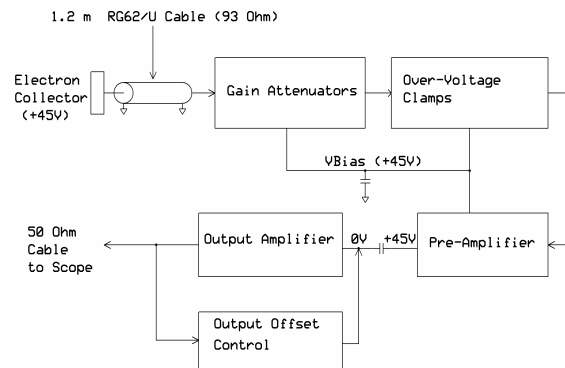 1.2 m RG62/U Cable (93 Ohm)
Electron
Collector
(+45V)
Gain Attenuators
Over-Voltage
Clamps
VBias (+45V)
50 Ohm
Cable
to Scope
Output Amplifier
0V
+45V
Pre-Amplifier
Output Offset
Control